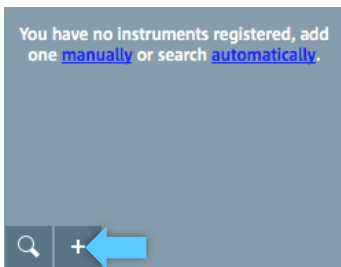 You have no instruments registered, add
one manually or search automatically.
+